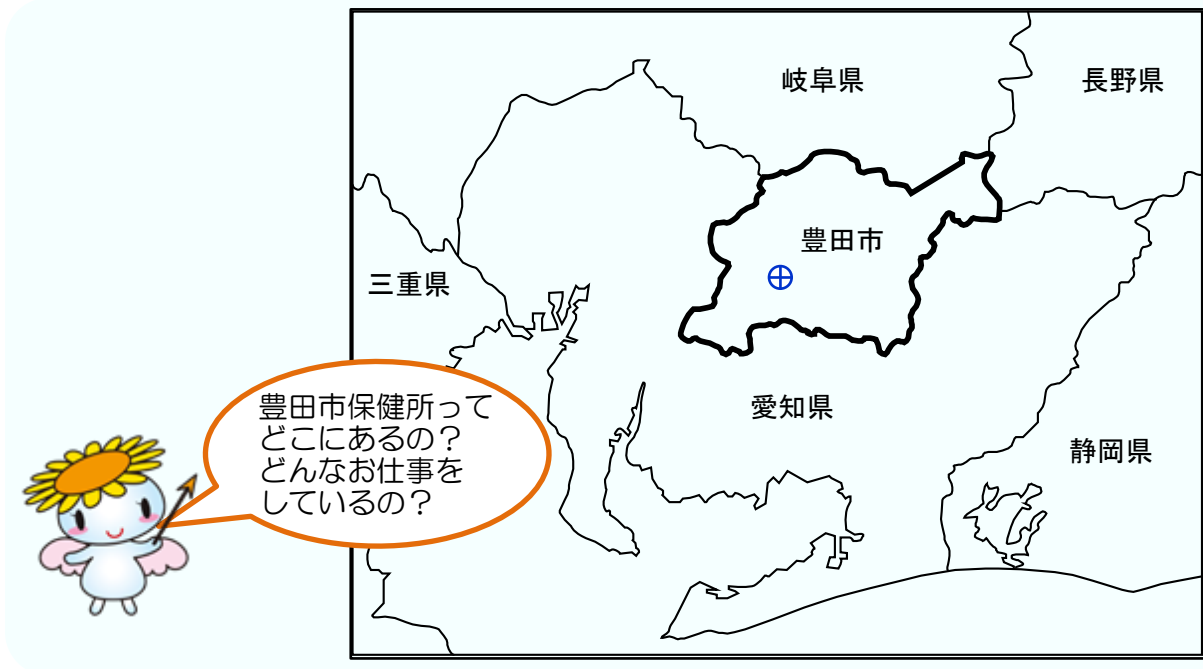 岐阜県
長野県
豊田市
三重県
豊田市保健所って
どこにあるの？
どんなお仕事を
しているの？
愛知県
静岡県